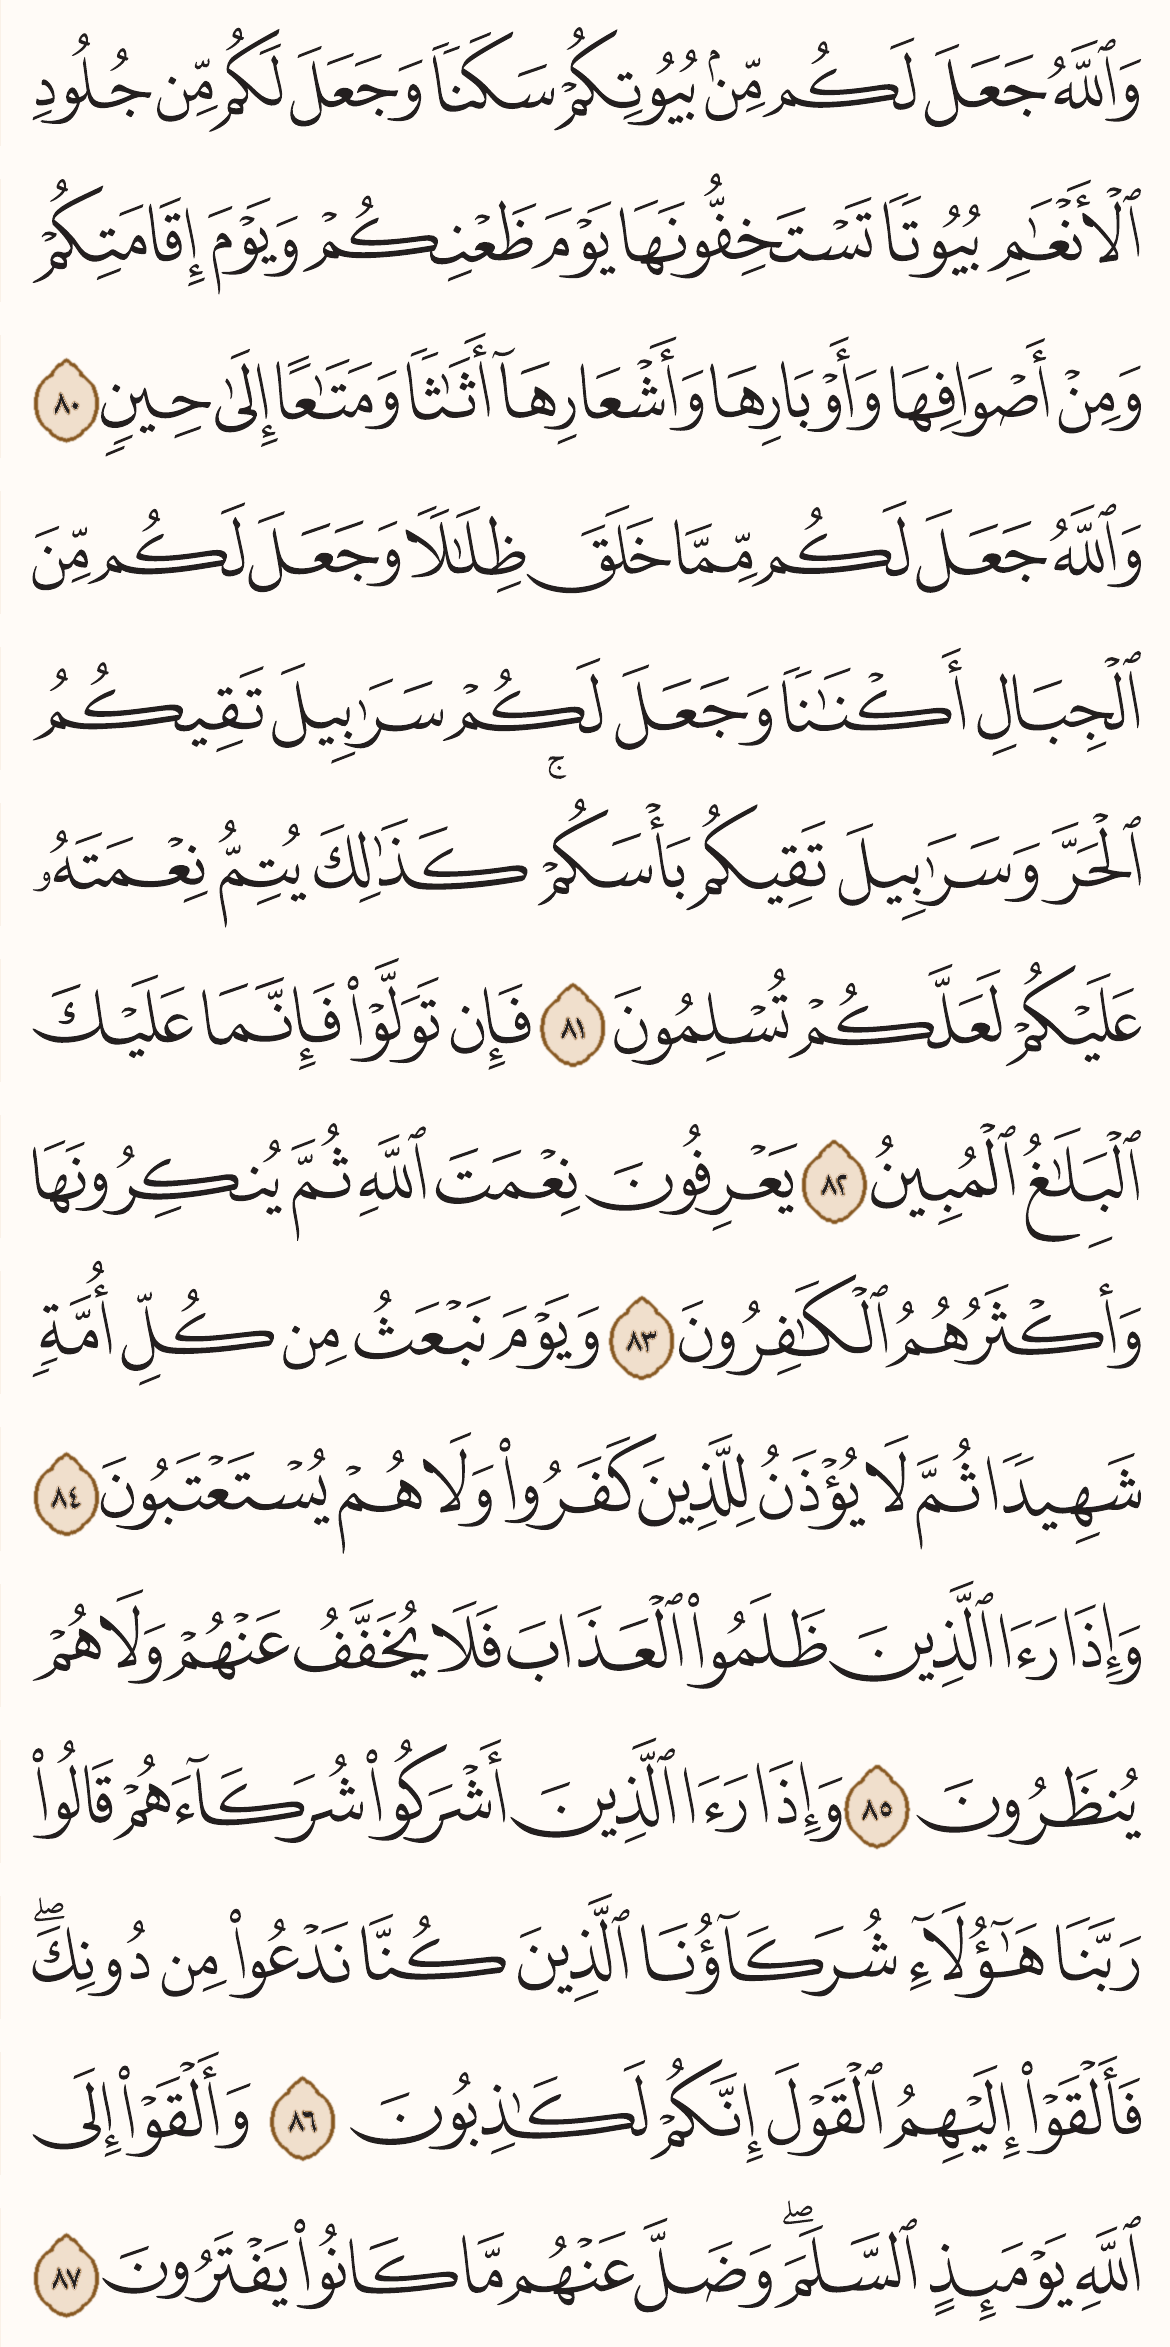 وَٱللَّهُ جَعَلَ لَكُم مِّنۢ بُيُوتِكُمْ سَكَنًا وَجَعَلَ لَكُم مِّن جُلُودِ
ٱلْأَنْعَٰمِ بُيُوتًا تَسْتَخِفُّونَهَا يَوْمَ ظَعْنِكُمْ وَيَوْمَ إِقَامَتِكُمْ
وَمِنْ أَصْوَافِهَا وَأَوْبَارِهَا وَأَشْعَارِهَآ أَثَٰثًا وَمَتَٰعًا إِلَىٰ حِينٍ ٨٠
وَٱللَّهُ جَعَلَ لَكُم مِّمَّا خَلَقَ ظِلَٰلًا وَجَعَلَ لَكُم مِّنَ
ٱلْجِبَالِ أَكْنَٰنًا وَجَعَلَ لَكُمْ سَرَٰبِيلَ تَقِيكُمُ
ٱلْحَرَّ وَسَرَٰبِيلَ تَقِيكُم بَأْسَكُمْ ۚ كَذَٰلِكَ يُتِمُّ نِعْمَتَهُۥ
عَلَيْكُمْ لَعَلَّكُمْ تُسْلِمُونَ ٨١ فَإِن تَوَلَّوْا۟ فَإِنَّمَا عَلَيْكَ
ٱلْبَلَٰغُ ٱلْمُبِينُ ٨٢ يَعْرِفُونَ نِعْمَتَ ٱللَّهِ ثُمَّ يُنكِرُونَهَا
وَأَكْثَرُهُمُ ٱلْكَٰفِرُونَ ٨٣ وَيَوْمَ نَبْعَثُ مِن كُلِّ أُمَّةٍ
شَهِيدًا ثُمَّ لَا يُؤْذَنُ لِلَّذِينَ كَفَرُوا۟ وَلَا هُمْ يُسْتَعْتَبُونَ ٨٤
وَإِذَا رَءَا ٱلَّذِينَ ظَلَمُوا۟ ٱلْعَذَابَ فَلَا يُخَفَّفُ عَنْهُمْ وَلَا هُمْ
يُنظَرُونَ ٨٥ وَإِذَا رَءَا ٱلَّذِينَ أَشْرَكُوا۟ شُرَكَآءَهُمْ قَالُوا۟
رَبَّنَا هَٰٓؤُلَآءِ شُرَكَآؤُنَا ٱلَّذِينَ كُنَّا نَدْعُوا۟ مِن دُونِكَ ۖ
فَأَلْقَوْا۟ إِلَيْهِمُ ٱلْقَوْلَ إِنَّكُمْ لَكَٰذِبُونَ ٨٦ وَأَلْقَوْا۟ إِلَى
ٱللَّهِ يَوْمَئِذٍ ٱلسَّلَمَ ۖ وَضَلَّ عَنْهُم مَّا كَانُوا۟ يَفْتَرُونَ ٨٧